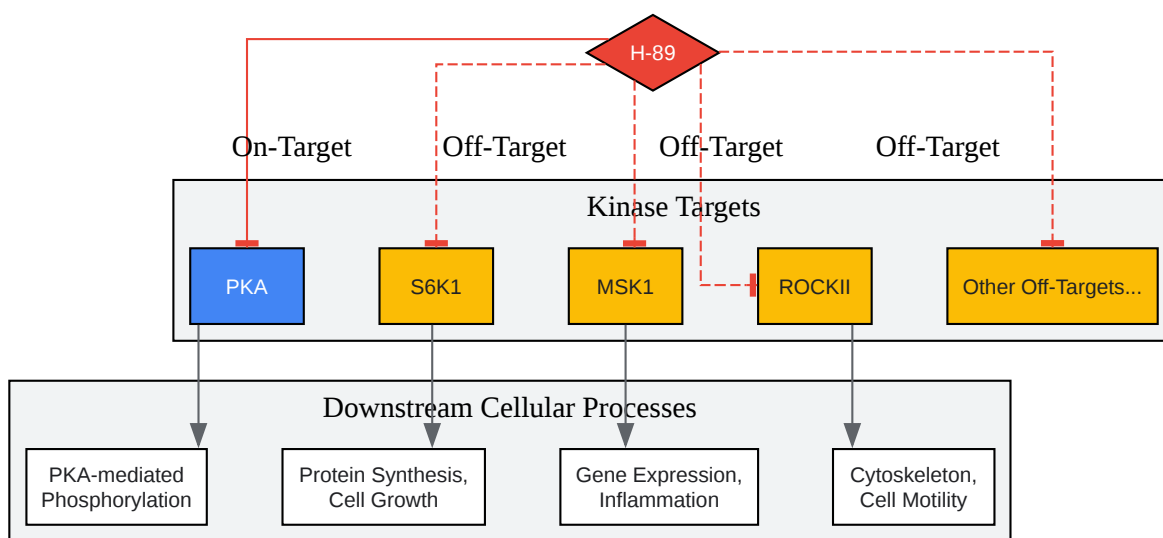 H-89
On-Target
Off-Target
Off-Target
Off-Target
Kinase Targets
PKA
S6K1
MSK1
ROCKII
Other Off-Targets...
Downstream Cellular Processes
PKA-mediated
Phosphorylation
Protein Synthesis,
Cell Growth
Gene Expression,
Inflammation
Cytoskeleton,
Cell Motility